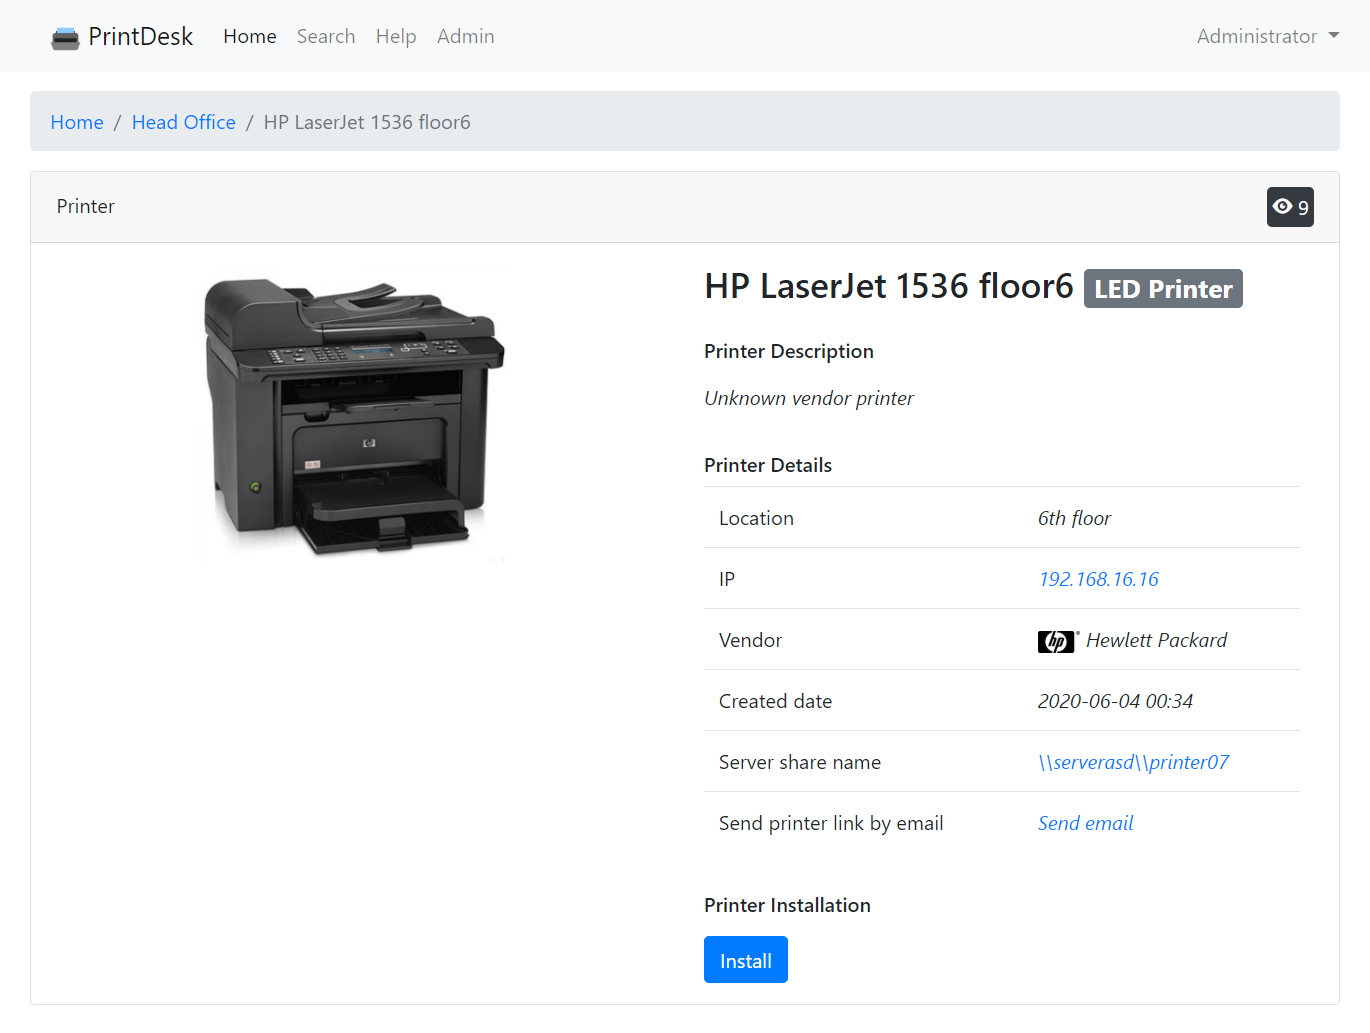 PrintDesk Home Search Help Admin Administrator
Home / Head Office / HP LaserJet 1536 floor6
Printer 9
HP LaserJet 1536 floor6 LED Printer
Printer Description
Unknown vendor printer
Printer Details
Location 6th floor
IP 192.168.16.16
Vendor hp Hewlett Packard
Created date 2020-06-04 00:34
Server share name \\serverasd\\printer07
Send printer link by email Send email
Printer Installation
Install